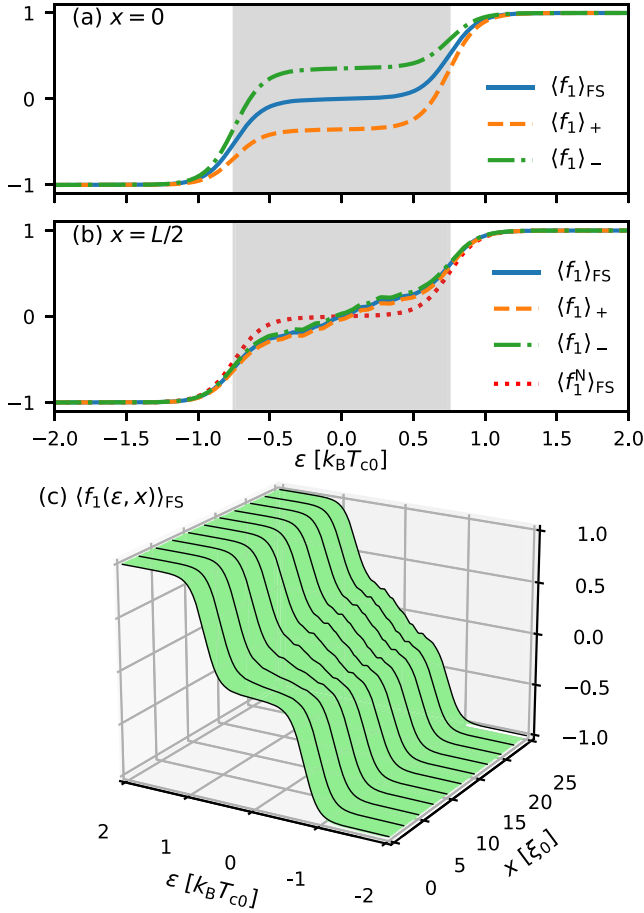 1
(a) x = 0
0
⟨f₁⟩FS
⟨f₁⟩₊
⟨f₁⟩₋
−1
1
(b) x = L/2
0
⟨f₁⟩FS
⟨f₁⟩₊
⟨f₁⟩₋
⟨f₁ᴺ⟩FS
−1
−2.0 −1.5 −1.0 −0.5 0.0 0.5 1.0 1.5 2.0
ε [kBTc0]
(c) ⟨f₁(ε, x)⟩FS
1.0
0.5
0.0
−0.5
−1.0
2 1 0 -1 -2
ε [kBTc0]
0 5 10 15 20 25
x [ξ₀]